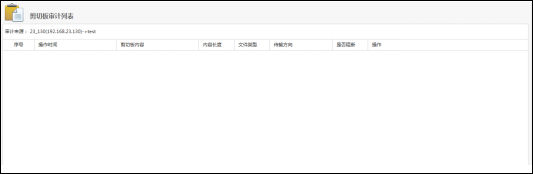 剪切板审计列表
审计来源： 23_130(192.168.23.130)-->test
序号 操作时间 剪切板内容 内容长度 文件类型 传输方向 是否阻断 操作